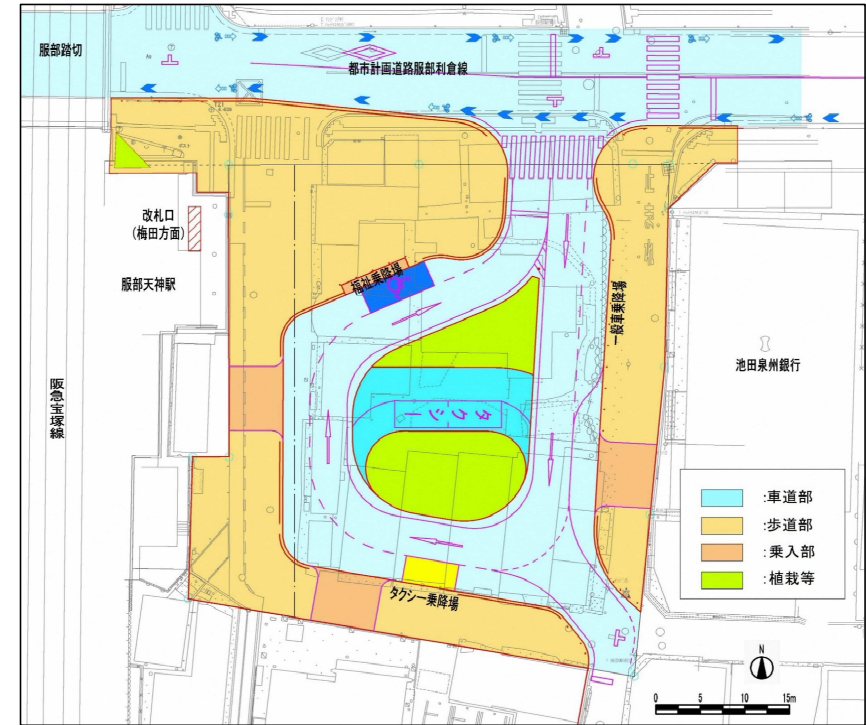 服部踏切
都市計画道路服部利倉線
改札口
(梅田方面)
服部天神駅
福祉乗降場
一般車乗降場
池田泉州銀行
阪急宝塚線
タクシー
:車道部
:歩道部
:乗入部
:植栽等
タクシー乗降場
N
0 5 10 15m